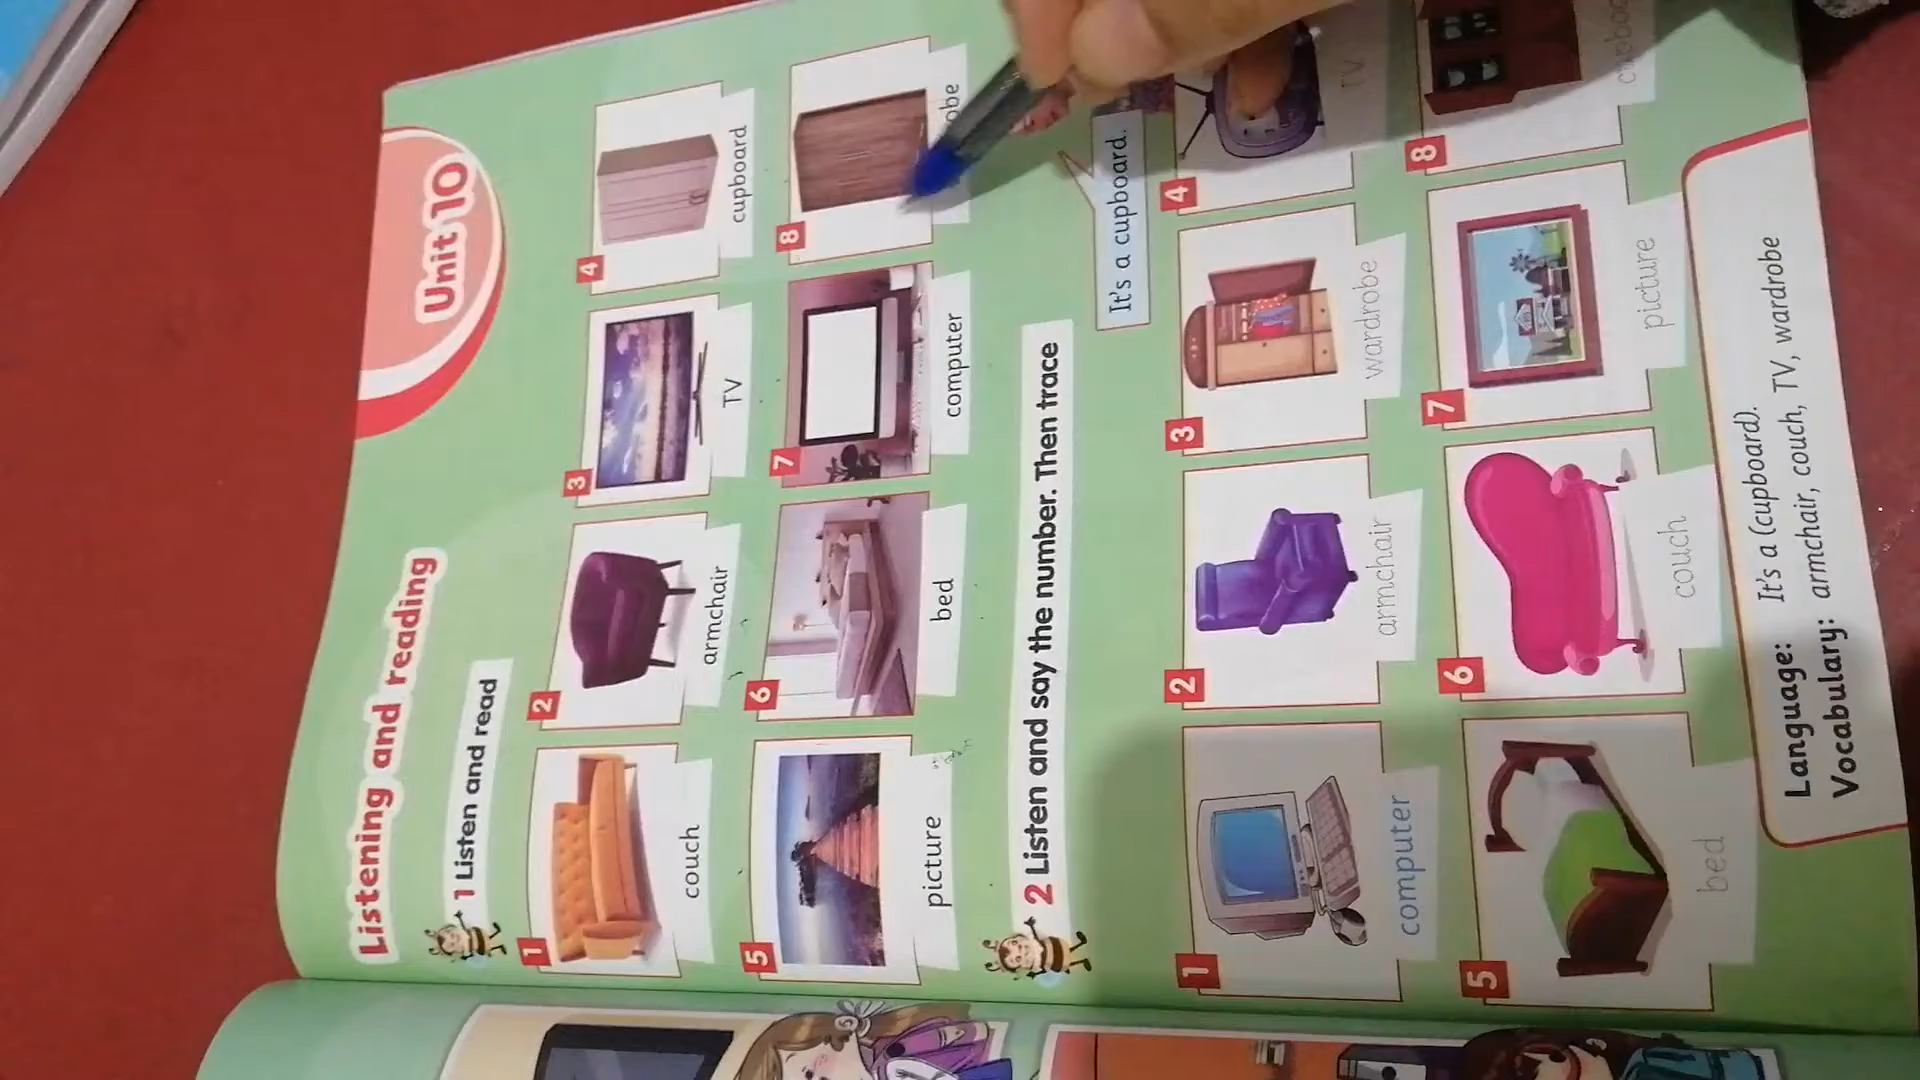 Unit 10
Listening and reading
1 Listen and read
1
couch
2
armchair
3
TV
4
cupboard
5
picture
6
bed
7
computer
8
2 Listen and say the number. Then trace
It's a cupboard.
1
computer
2
armchair
3
wardrobe
4
TV
5
bed
6
couch
7
picture
8
Language: It's a (cupboard).
Vocabulary: armchair, couch, TV, wardrobe